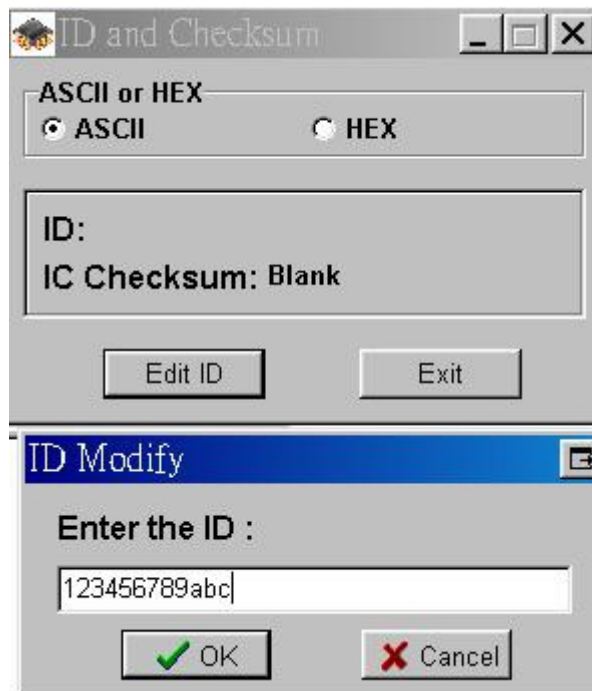 ID and Checksum
ASCII or HEX
ASCII HEX
ID:
IC Checksum: Blank
Edit ID Exit
ID Modify
Enter the ID :
123456789abc
OK Cancel